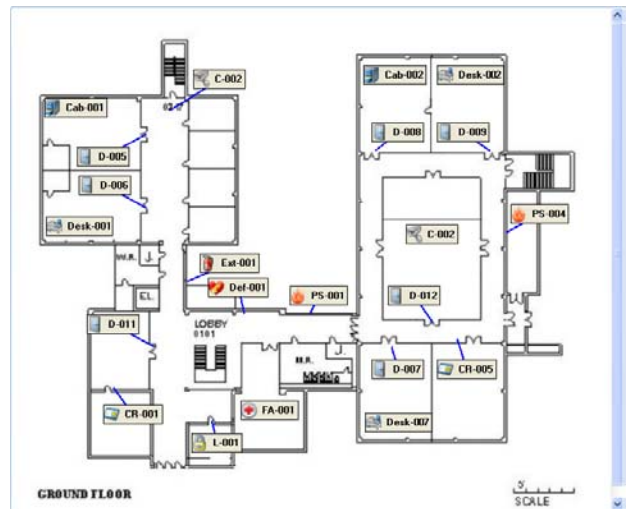 C-002
Cab-001
Cab-002
Desk-002
D-005
D-008
D-009
D-006
Desk-001
PS-004
C-002
J.
Ext-001
EL.
Def-001
PS-001
D-012
D-011
LOBBY
0101
J.
D-007
CR-005
CR-001
FA-001
Desk-007
L-001
GROUND FLOOR
5'
SCALE